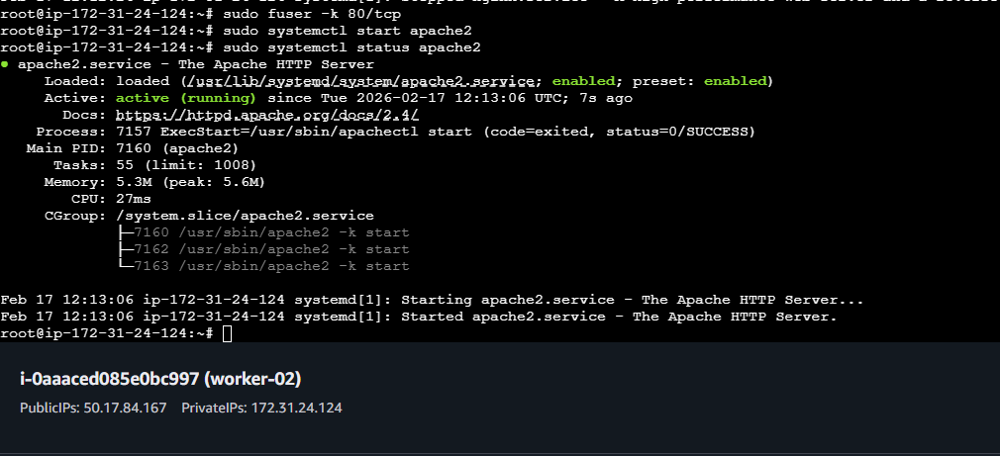 root@ip-172-31-24-124:~# sudo fuser -k 80/tcp
root@ip-172-31-24-124:~# sudo systemctl start apache2
root@ip-172-31-24-124:~# sudo systemctl status apache2
● apache2.service - The Apache HTTP Server
Loaded: loaded (/usr/lib/systemd/system/apache2.service; enabled; preset: enabled)
Active: active (running) since Tue 2026-02-17 12:13:06 UTC; 7s ago
Docs: https://httpd.apache.org/docs/2.4/
Process: 7157 ExecStart=/usr/sbin/apachectl start (code=exited, status=0/SUCCESS)
Main PID: 7160 (apache2)
Tasks: 55 (limit: 1008)
Memory: 5.3M (peak: 5.6M)
CPU: 27ms
CGroup: /system.slice/apache2.service
├─7160 /usr/sbin/apache2 -k start
├─7162 /usr/sbin/apache2 -k start
└─7163 /usr/sbin/apache2 -k start
Feb 17 12:13:06 ip-172-31-24-124 systemd[1]: Starting apache2.service - The Apache HTTP Server...
Feb 17 12:13:06 ip-172-31-24-124 systemd[1]: Started apache2.service - The Apache HTTP Server.
root@ip-172-31-24-124:~#
i-0aaaced085e0bc997 (worker-02)
PublicIPs: 50.17.84.167 PrivateIPs: 172.31.24.124